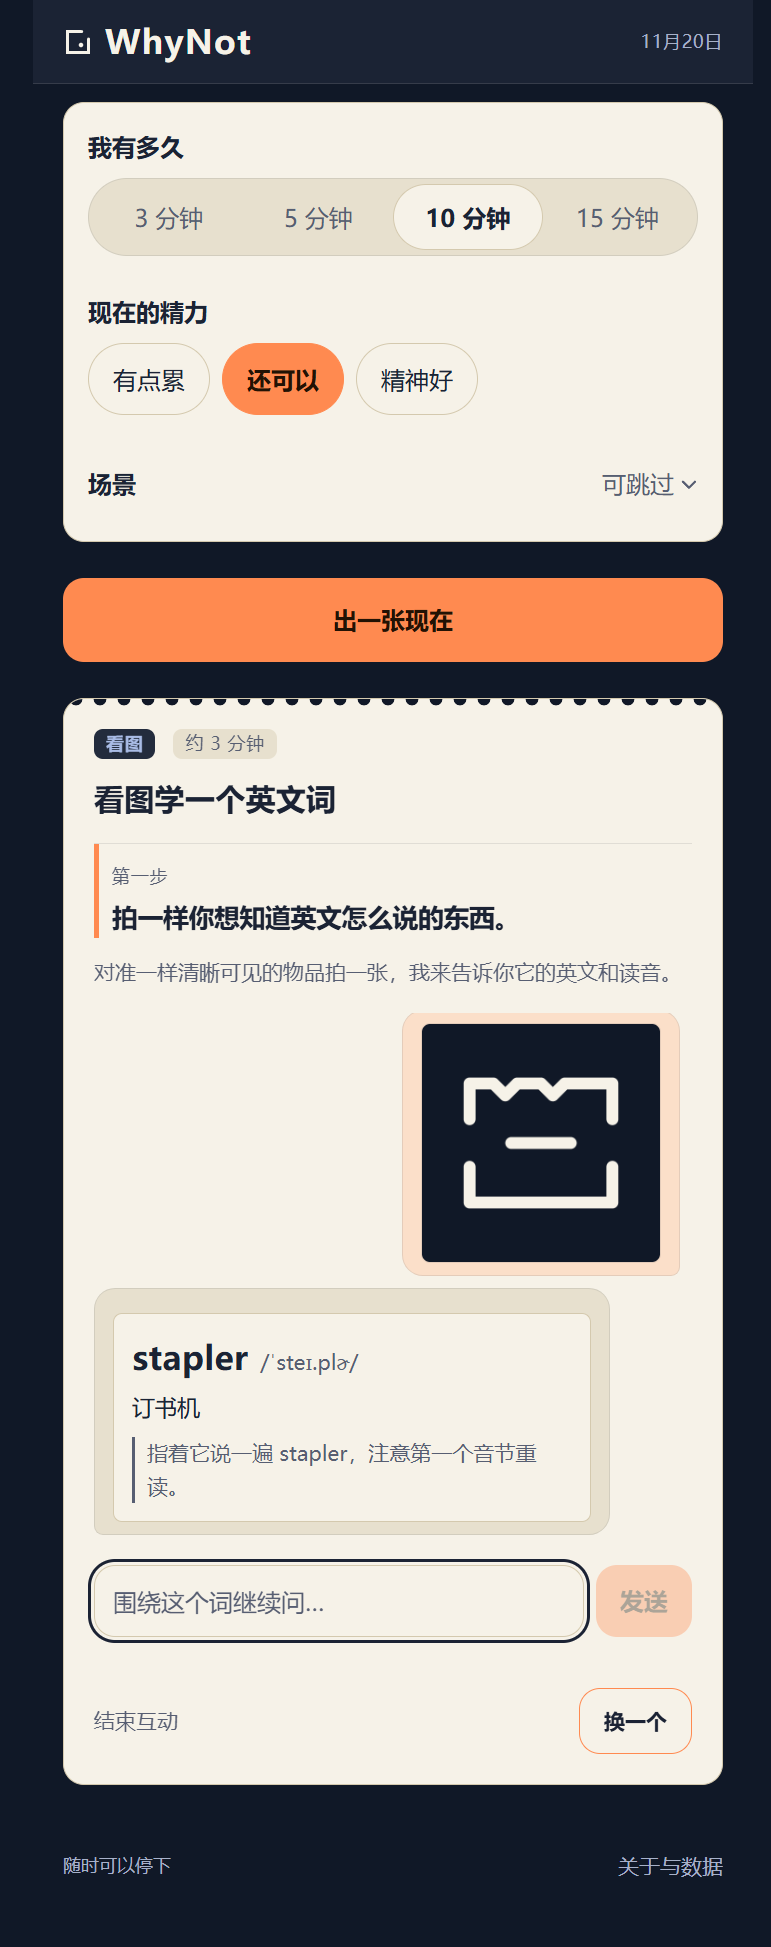 WhyNot
11月20日
我有多久
3 分钟 5 分钟 10 分钟 15 分钟
现在的精力
有点累 还可以 精神好
场景 可跳过
出一张现在
看图 约 3 分钟
看图学一个英文词
第一步
拍一样你想知道英文怎么说的东西。
对准一样清晰可见的物品拍一张，我来告诉你它的英文和读音。
stapler /ˈsteɪ.plɚ/
订书机
指着它说一遍 stapler，注意第一个音节重
读。
围绕这个词继续问…
发送
结束互动 换一个
随时可以停下 关于与数据